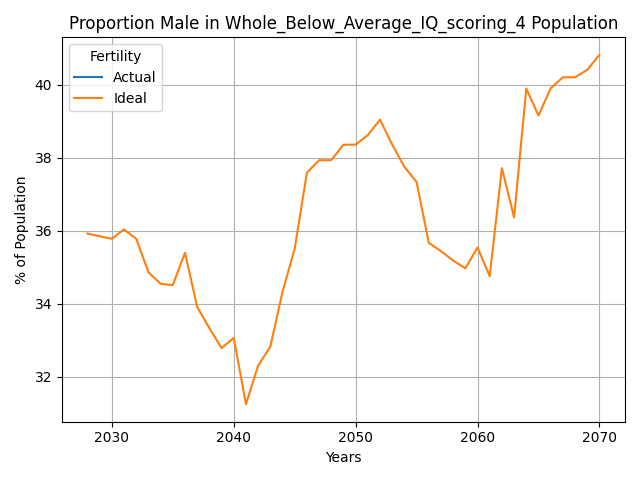 Proportion Male in Whole_Below_Average_IQ_scoring_4 Population
Fertility
Actual
Ideal
% of Population
40
38
36
34
32
2030 2040 2050 2060 2070
Years